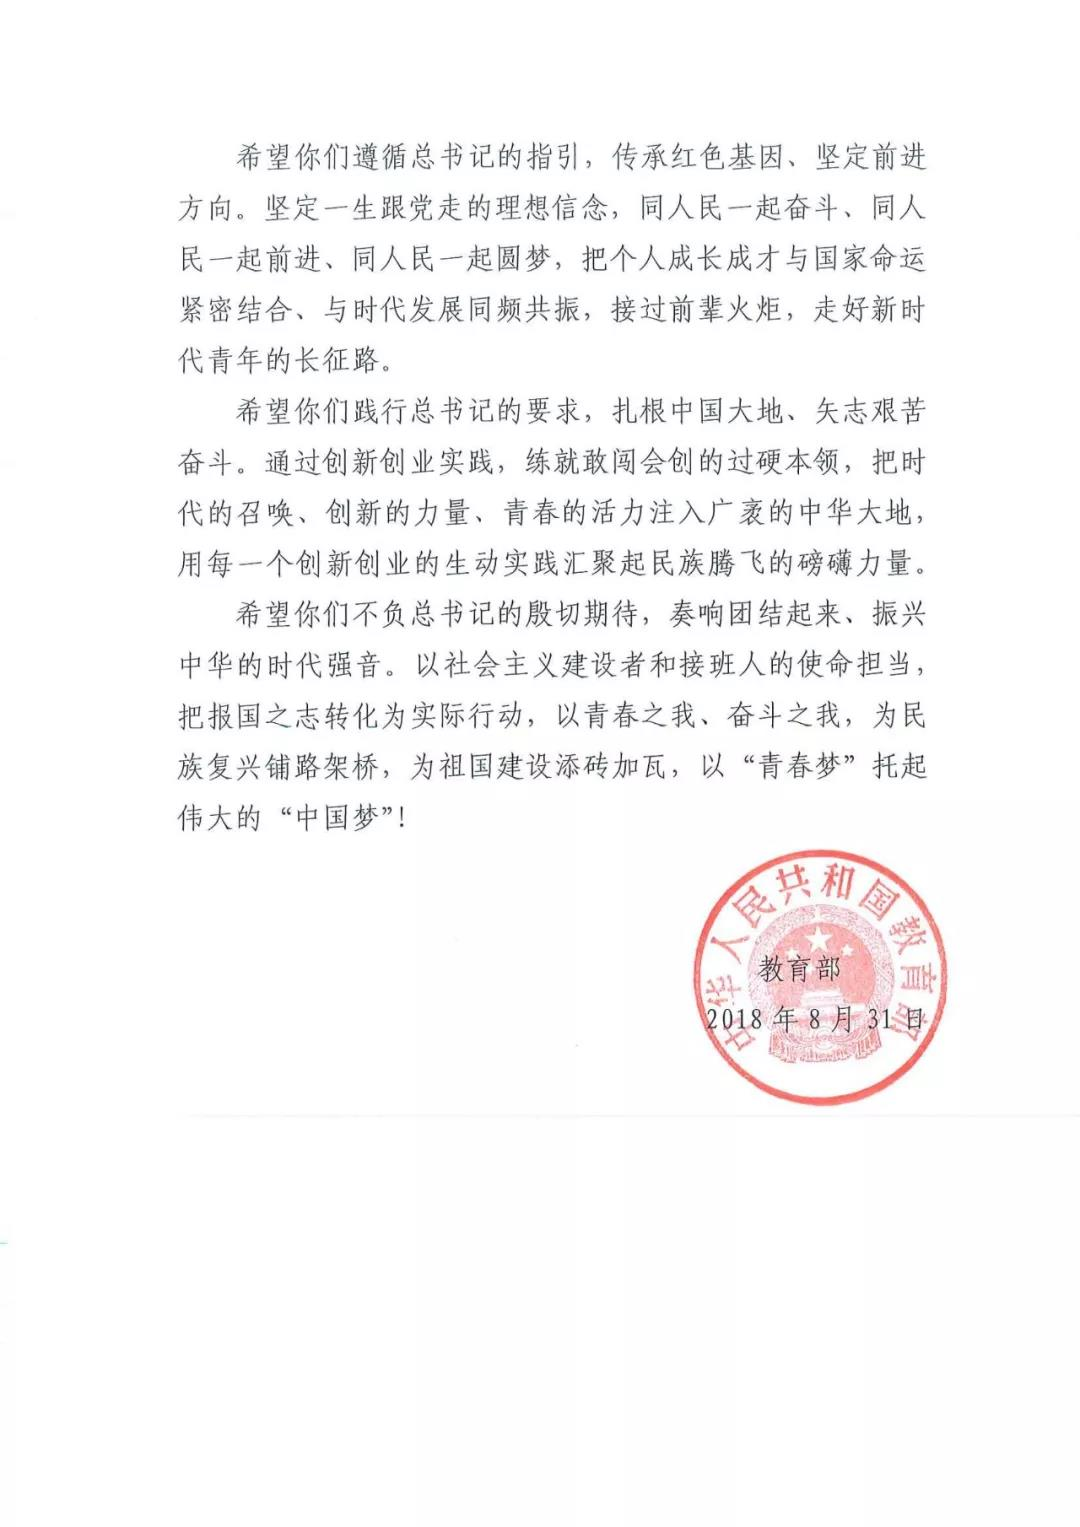 希望你们遵循总书记的指引，传承红色基因、坚定前进
方向。坚定一生跟党走的理想信念，同人民一起奋斗、同人
民一起前进、同人民一起圆梦，把个人成长成才与国家命运
紧密结合、与时代发展同频共振，接过前辈火炬，走好新时
代青年的长征路。
希望你们践行总书记的要求，扎根中国大地、矢志艰苦
奋斗。通过创新创业实践，练就敢闯会创的过硬本领，把时
代的召唤、创新的力量、青春的活力注入广袤的中华大地，
用每一个创新创业的生动实践汇聚起民族腾飞的磅礴力量。
希望你们不负总书记的殷切期待，奏响团结起来、振兴
中华的时代强音。以社会主义建设者和接班人的使命担当，
把报国之志转化为实际行动，以青春之我、奋斗之我，为民
族复兴铺路架桥，为祖国建设添砖加瓦，以“青春梦”托起
伟大的“中国梦”！
中华人民共和国教育部
教育部
2018 年 8 月 31 日